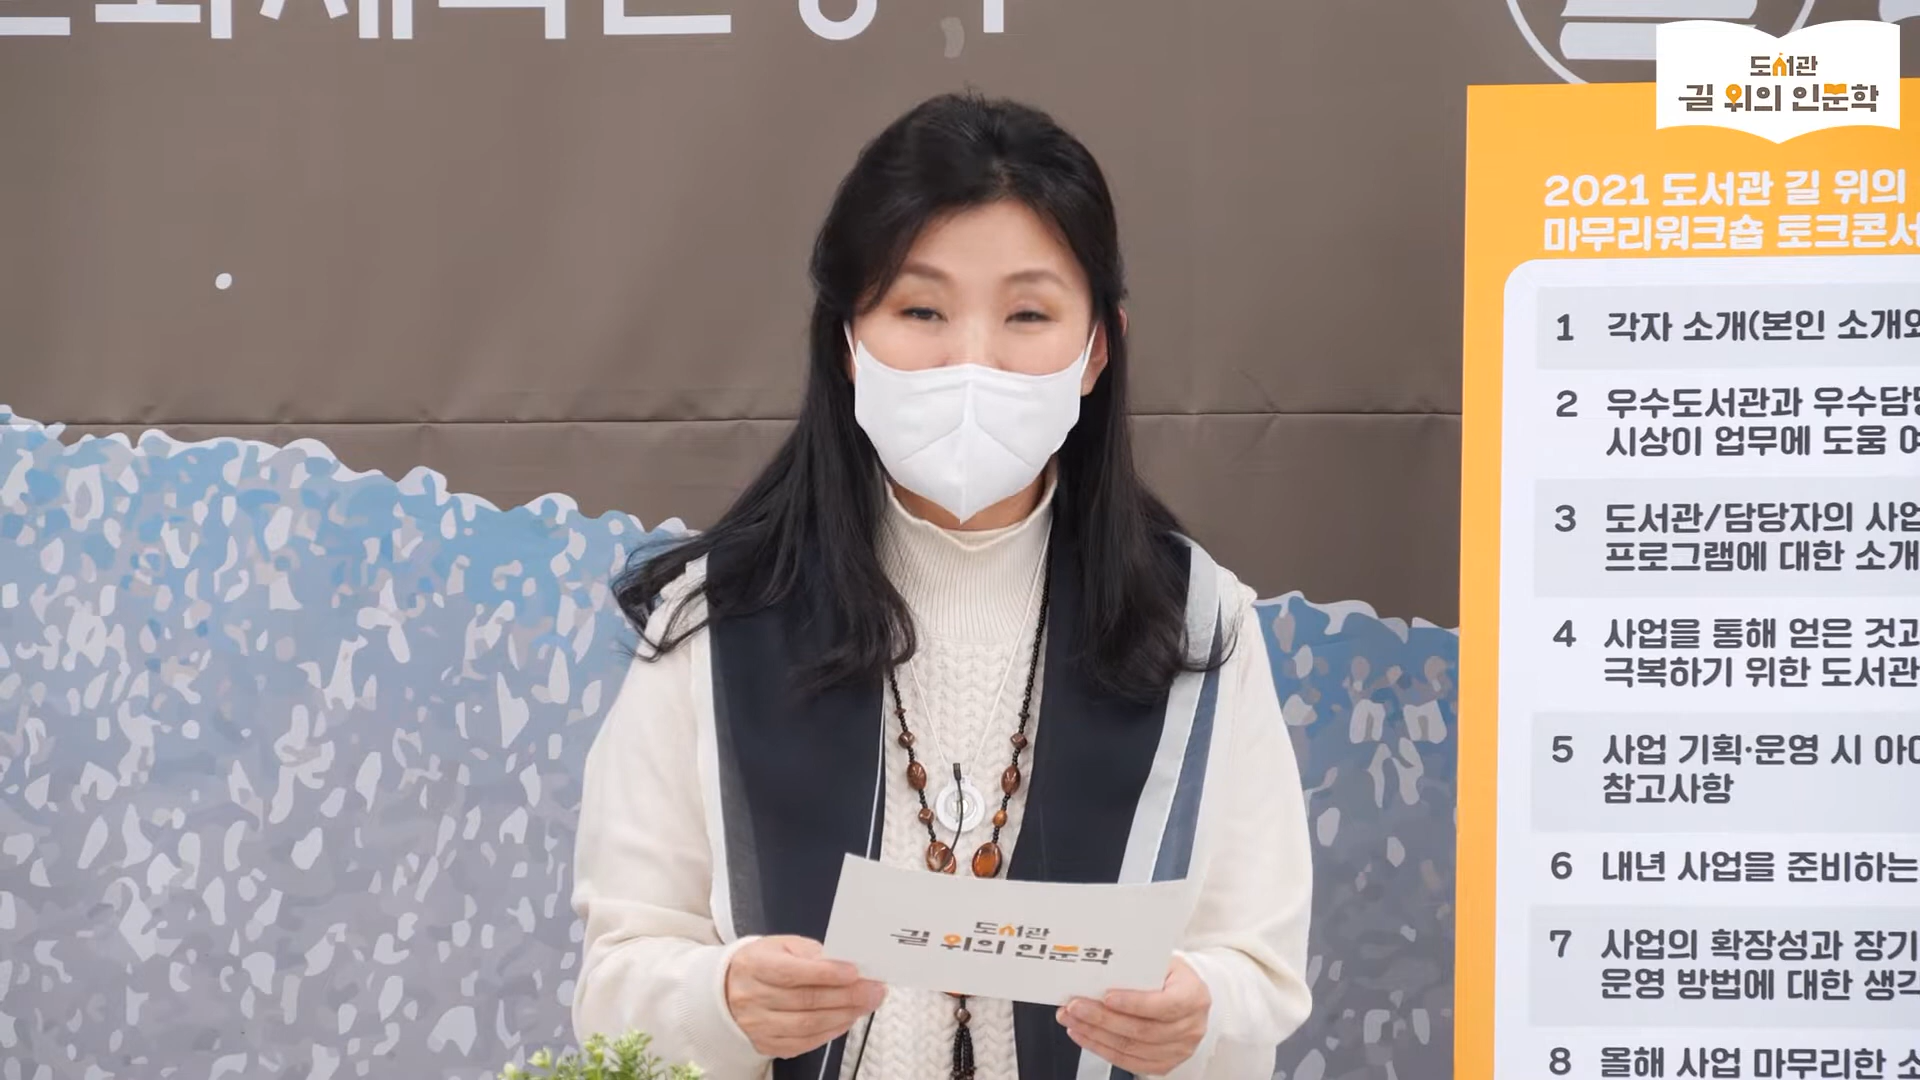 도서관
길 위의 인문학
2021 도서관 길 위의
마무리워크숍 토크콘서
1 각자 소개(본인 소개와
2 우수도서관과 우수담당
시상이 업무에 도움 여
3 도서관/담당자의 사업
프로그램에 대한 소개
4 사업을 통해 얻은 것과
극복하기 위한 도서관
5 사업 기획·운영 시 아이
참고사항
6 내년 사업을 준비하는
7 사업의 확장성과 장기
운영 방법에 대한 생각
8 올해 사업 마무리한 소
도서관
길 위의 인문학